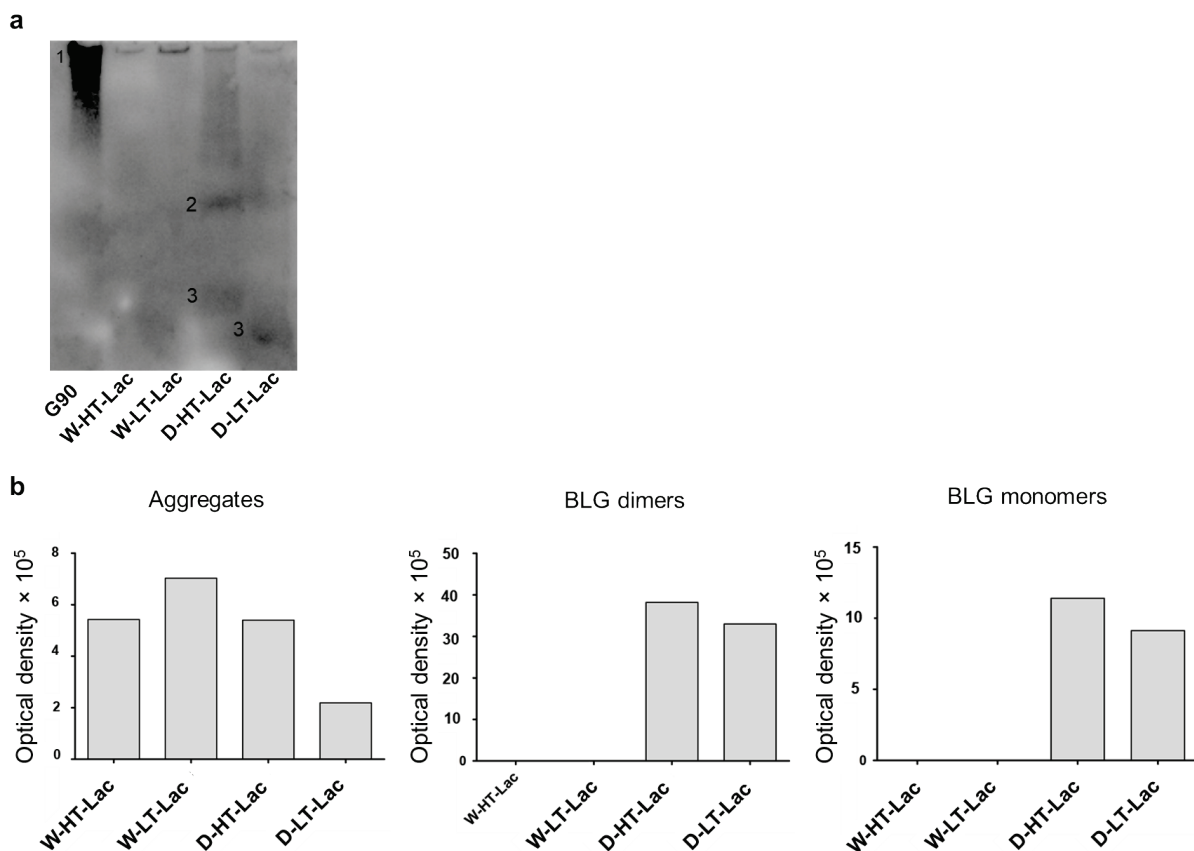 a
1
2
3
3
G90
W-HT-Lac
W-LT-Lac
D-HT-Lac
D-LT-Lac
b
Aggregates
Optical density × 10⁵
8
6
4
2
0
W-HT-Lac
W-LT-Lac
D-HT-Lac
D-LT-Lac
BLG dimers
Optical density × 10⁵
50
40
30
20
10
0
W-HT-Lac
W-LT-Lac
D-HT-Lac
D-LT-Lac
BLG monomers
Optical density × 10⁵
15
10
5
0
W-HT-Lac
W-LT-Lac
D-HT-Lac
D-LT-Lac